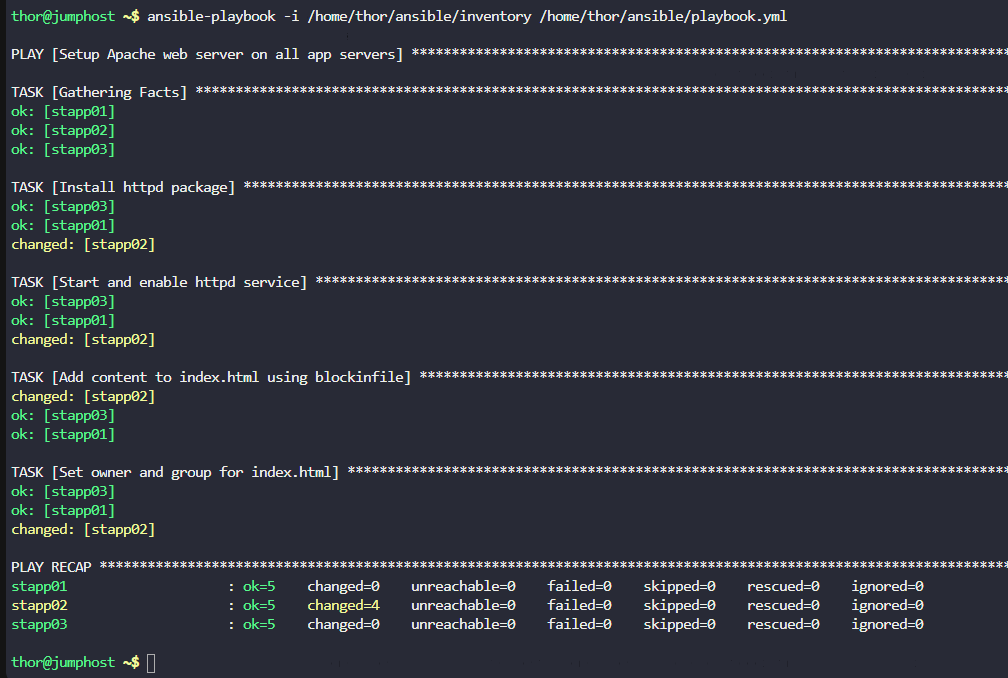 thor@jumphost ~$ ansible-playbook -i /home/thor/ansible/inventory /home/thor/ansible/playbook.yml
PLAY [Setup Apache web server on all app servers] ***************************************************************************
TASK [Gathering Facts] ******************************************************************************************************
ok: [stapp01]
ok: [stapp02]
ok: [stapp03]
TASK [Install httpd package] ************************************************************************************************
ok: [stapp03]
ok: [stapp01]
changed: [stapp02]
TASK [Start and enable httpd service] ***************************************************************************************
ok: [stapp03]
ok: [stapp01]
changed: [stapp02]
TASK [Add content to index.html using blockinfile] **************************************************************************
changed: [stapp02]
ok: [stapp03]
ok: [stapp01]
TASK [Set owner and group for index.html] ***********************************************************************************
ok: [stapp03]
ok: [stapp01]
changed: [stapp02]
PLAY RECAP ******************************************************************************************************************
stapp01                    : ok=5    changed=0    unreachable=0    failed=0    skipped=0    rescued=0    ignored=0
stapp02                    : ok=5    changed=4    unreachable=0    failed=0    skipped=0    rescued=0    ignored=0
stapp03                    : ok=5    changed=0    unreachable=0    failed=0    skipped=0    rescued=0    ignored=0
thor@jumphost ~$